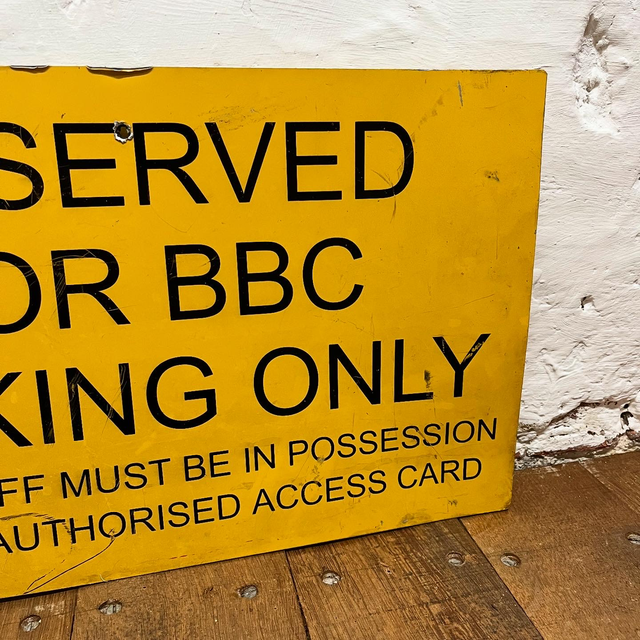 SERVED
OR BBC
KING ONLY
FF MUST BE IN POSSESSION
AUTHORISED ACCESS CARD